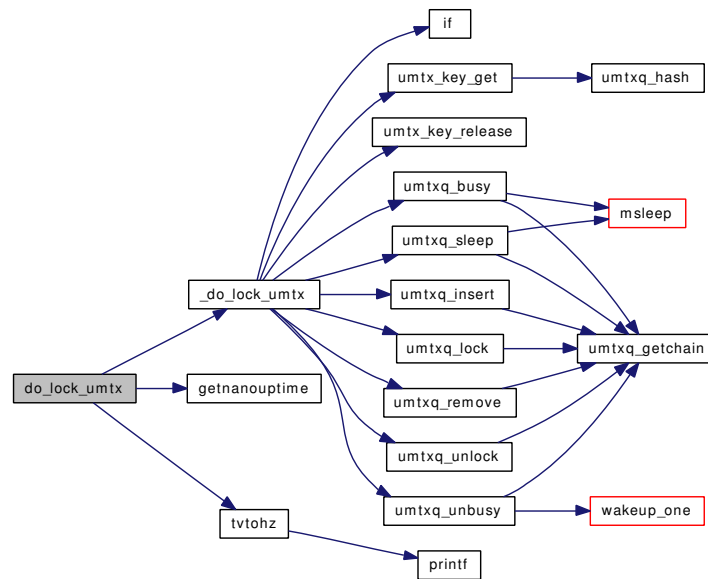 if
umtx_key_get
umtxq_hash
umtx_key_release
umtxq_busy
msleep
umtxq_sleep
_do_lock_umtx
umtxq_insert
umtxq_lock
umtxq_getchain
do_lock_umtx
getnanouptime
umtxq_remove
umtxq_unlock
umtxq_unbusy
wakeup_one
tvtohz
printf